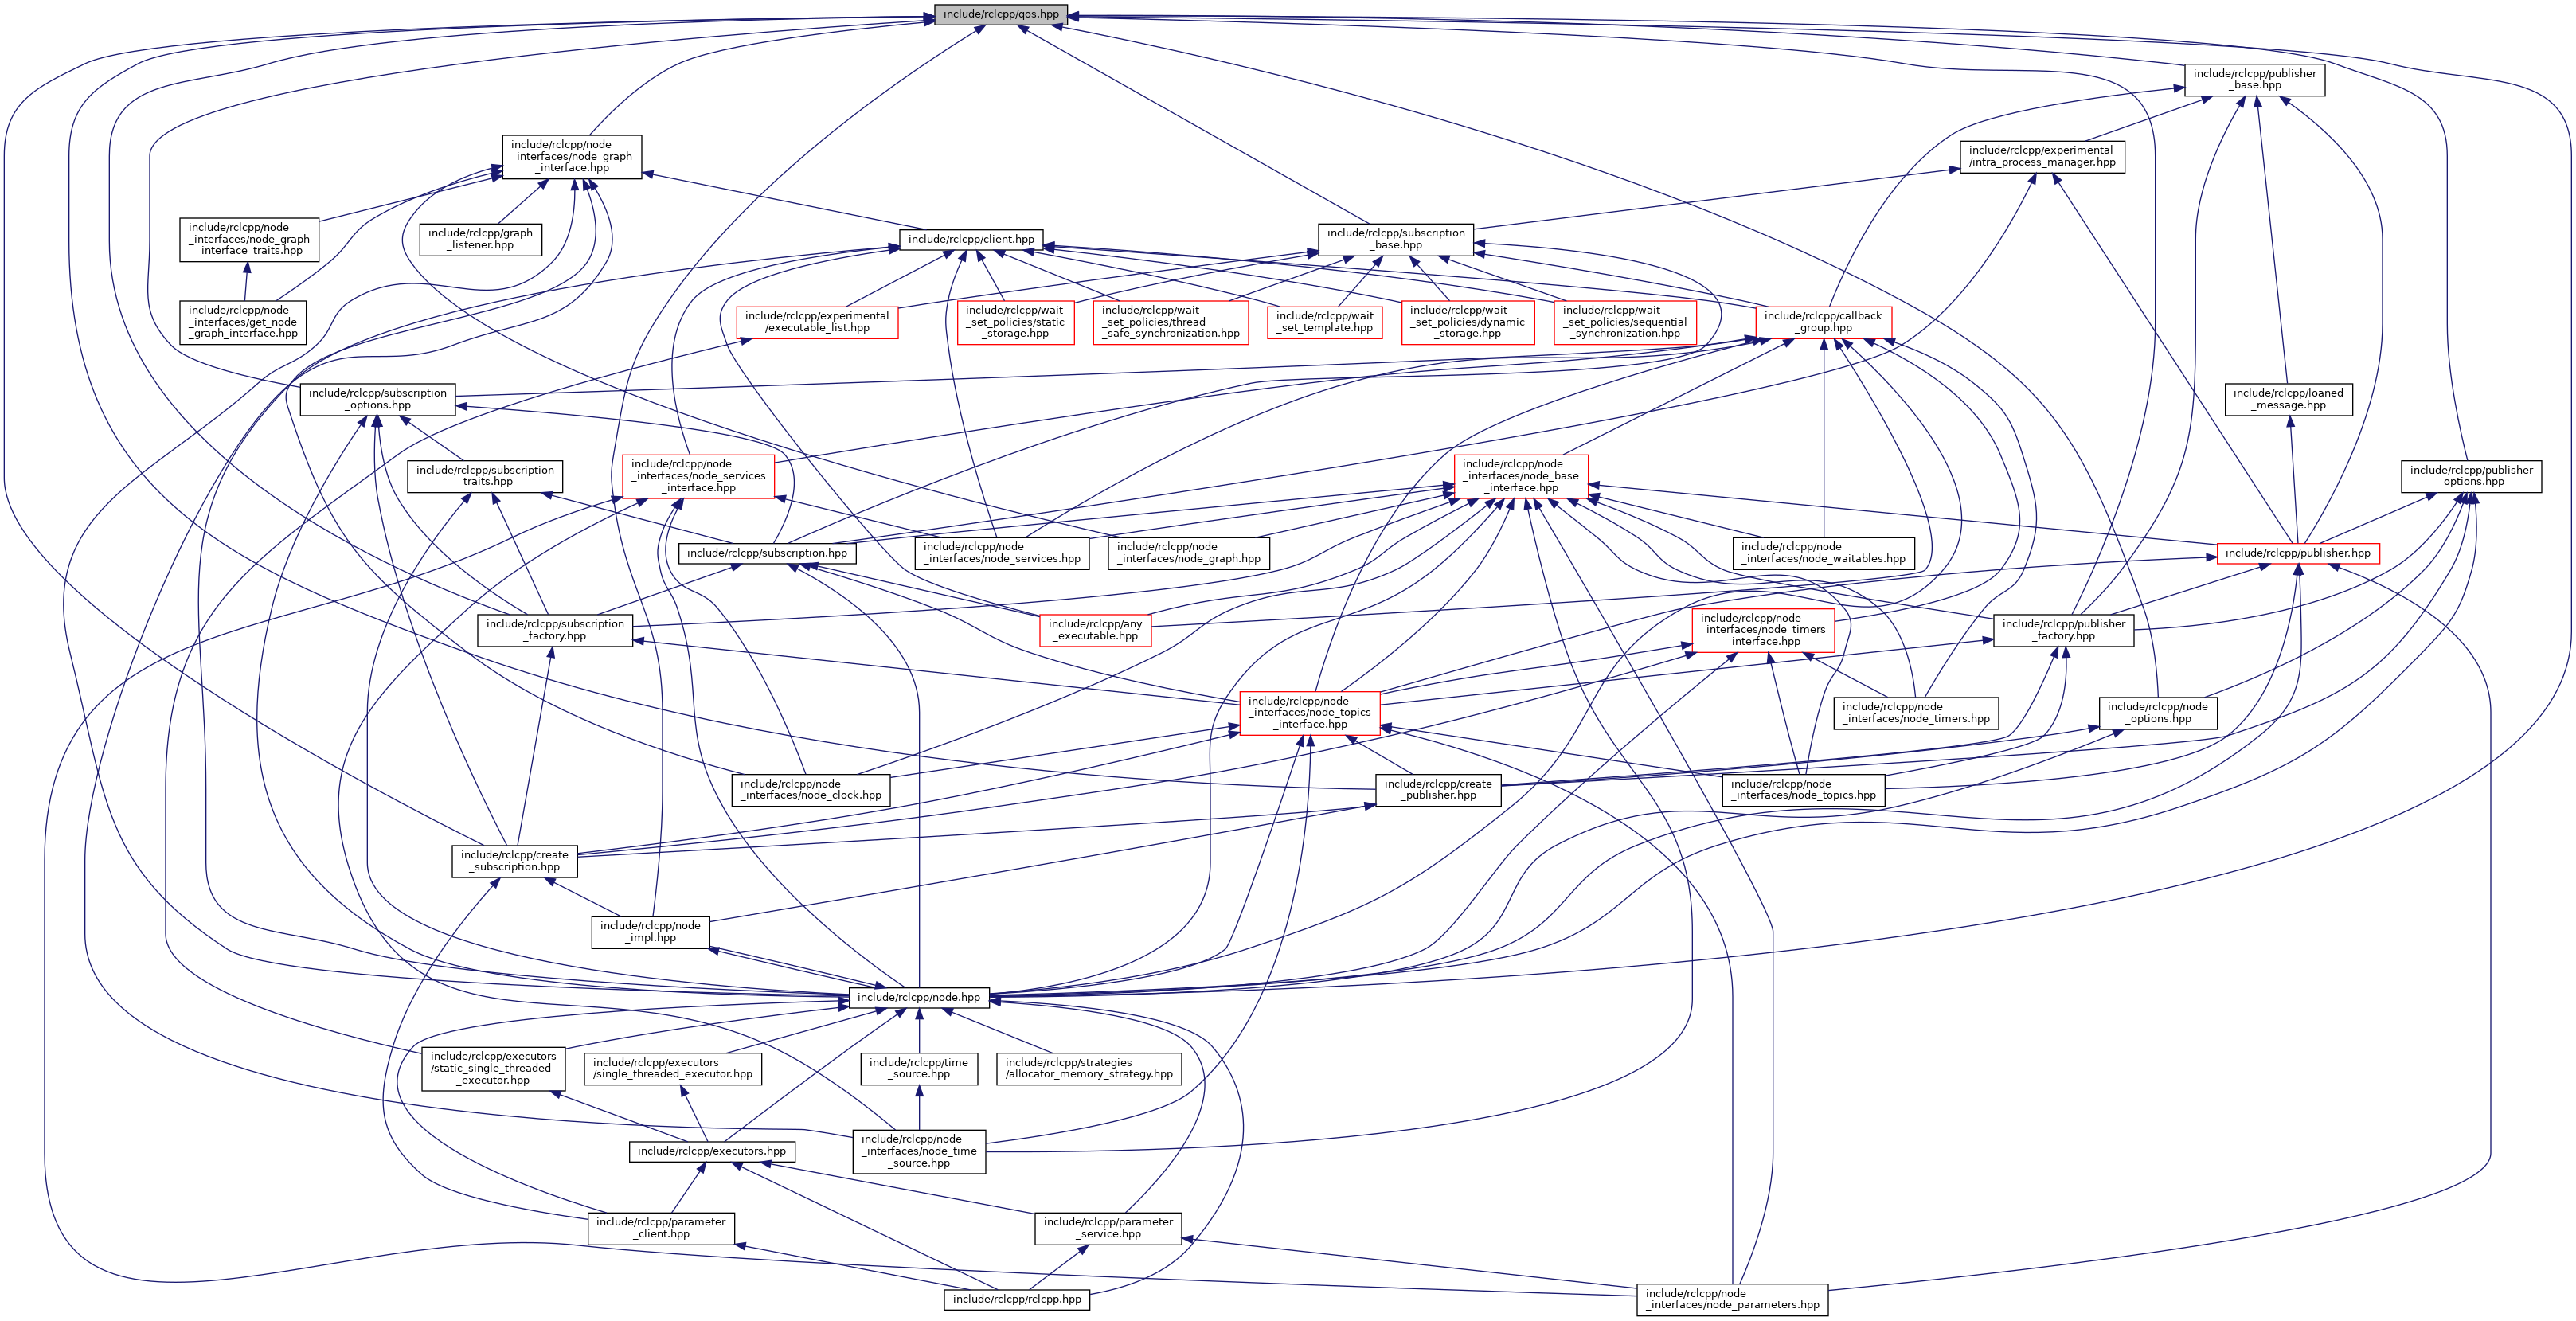 include/rclcpp/qos.hpp
include/rclcpp/publisher
_base.hpp
include/rclcpp/node
_interfaces/node_graph
_interface.hpp
include/rclcpp/experimental
/intra_process_manager.hpp
include/rclcpp/node
_interfaces/node_graph
_interface_traits.hpp
include/rclcpp/graph
_listener.hpp
include/rclcpp/client.hpp
include/rclcpp/subscription
_base.hpp
include/rclcpp/node
_interfaces/get_node
_graph_interface.hpp
include/rclcpp/experimental
/executable_list.hpp
include/rclcpp/wait
_set_policies/static
_storage.hpp
include/rclcpp/wait
_set_policies/thread
_safe_synchronization.hpp
include/rclcpp/wait
_set_template.hpp
include/rclcpp/wait
_set_policies/dynamic
_storage.hpp
include/rclcpp/wait
_set_policies/sequential
_synchronization.hpp
include/rclcpp/callback
_group.hpp
include/rclcpp/subscription
_options.hpp
include/rclcpp/loaned
_message.hpp
include/rclcpp/subscription
_traits.hpp
include/rclcpp/node
_interfaces/node_services
_interface.hpp
include/rclcpp/node
_interfaces/node_base
_interface.hpp
include/rclcpp/publisher
_options.hpp
include/rclcpp/subscription.hpp
include/rclcpp/node
_interfaces/node_services.hpp
include/rclcpp/node
_interfaces/node_graph.hpp
include/rclcpp/node
_interfaces/node_waitables.hpp
include/rclcpp/publisher.hpp
include/rclcpp/subscription
_factory.hpp
include/rclcpp/any
_executable.hpp
include/rclcpp/node
_interfaces/node_timers
_interface.hpp
include/rclcpp/publisher
_factory.hpp
include/rclcpp/node
_interfaces/node_topics
_interface.hpp
include/rclcpp/node
_interfaces/node_timers.hpp
include/rclcpp/node
_options.hpp
include/rclcpp/node
_interfaces/node_clock.hpp
include/rclcpp/create
_publisher.hpp
include/rclcpp/node
_interfaces/node_topics.hpp
include/rclcpp/create
_subscription.hpp
include/rclcpp/node
_impl.hpp
include/rclcpp/node.hpp
include/rclcpp/executors
/static_single_threaded
_executor.hpp
include/rclcpp/executors
/single_threaded_executor.hpp
include/rclcpp/time
_source.hpp
include/rclcpp/strategies
/allocator_memory_strategy.hpp
include/rclcpp/executors.hpp
include/rclcpp/node
_interfaces/node_time
_source.hpp
include/rclcpp/parameter
_client.hpp
include/rclcpp/parameter
_service.hpp
include/rclcpp/rclcpp.hpp
include/rclcpp/node
_interfaces/node_parameters.hpp